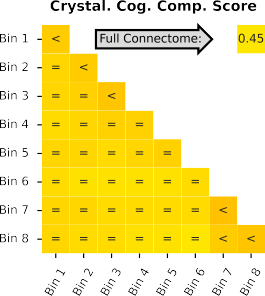 Crystal. Cog. Comp. Score
Bin 1 < Full Connectome: 0.45
Bin 2 = <
Bin 3 = = <
Bin 4 = = = =
Bin 5 = = = = =
Bin 6 = = = = = =
Bin 7 = = = = = = <
Bin 8 = = = = = = < <
Bin 1 Bin 2 Bin 3 Bin 4 Bin 5 Bin 6 Bin 7 Bin 8